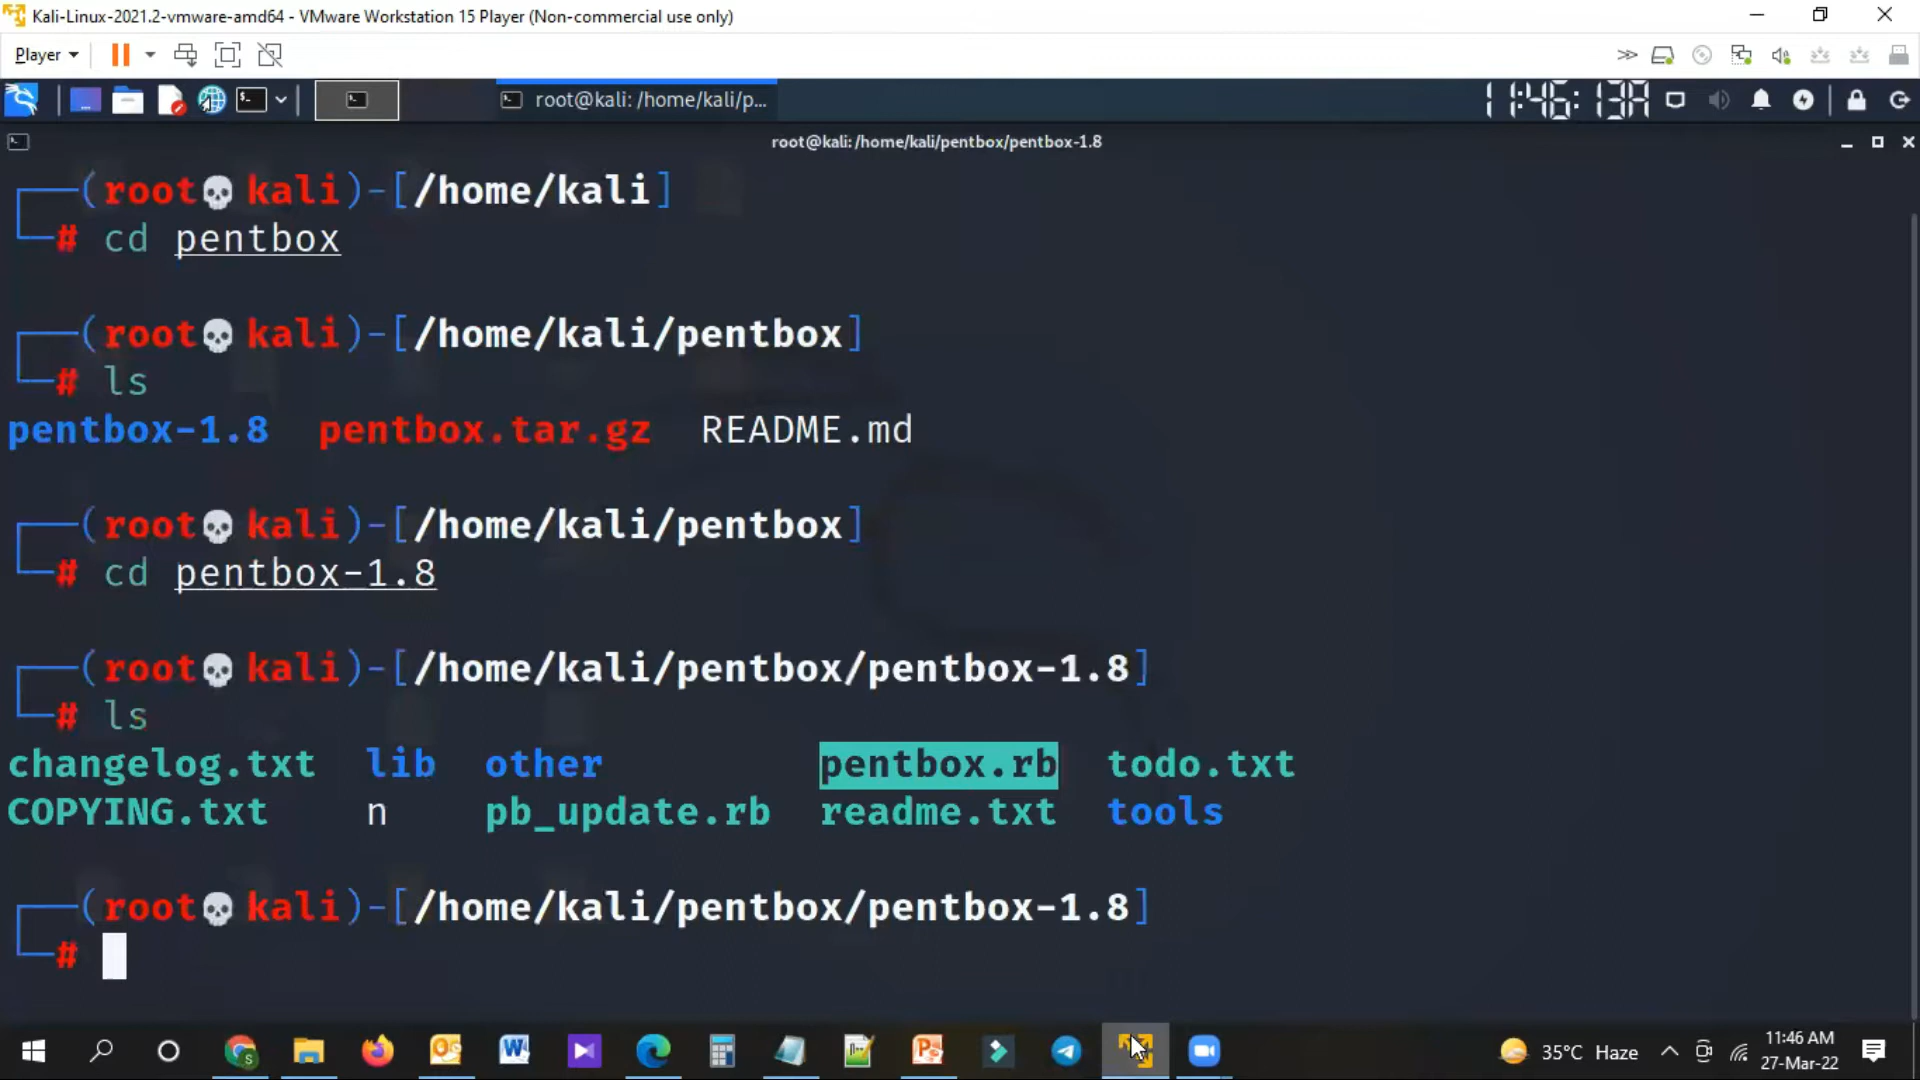 Kali-Linux-2021.2-vmware-amd64 - VMware Workstation 15 Player (Non-commercial use only)
Player
root@kali: /home/kali/p...
11:46:13A
root@kali:/home/kali/pentbox/pentbox-1.8
(root💀kali)-[/home/kali]
# cd pentbox
(root💀kali)-[/home/kali/pentbox]
# ls
pentbox-1.8 pentbox.tar.gz README.md
(root💀kali)-[/home/kali/pentbox]
# cd pentbox-1.8
(root💀kali)-[/home/kali/pentbox/pentbox-1.8]
# ls
changelog.txt lib other pentbox.rb todo.txt
COPYING.txt n pb_update.rb readme.txt tools
(root💀kali)-[/home/kali/pentbox/pentbox-1.8]
#
35°C Haze
11:46 AM
27-Mar-22